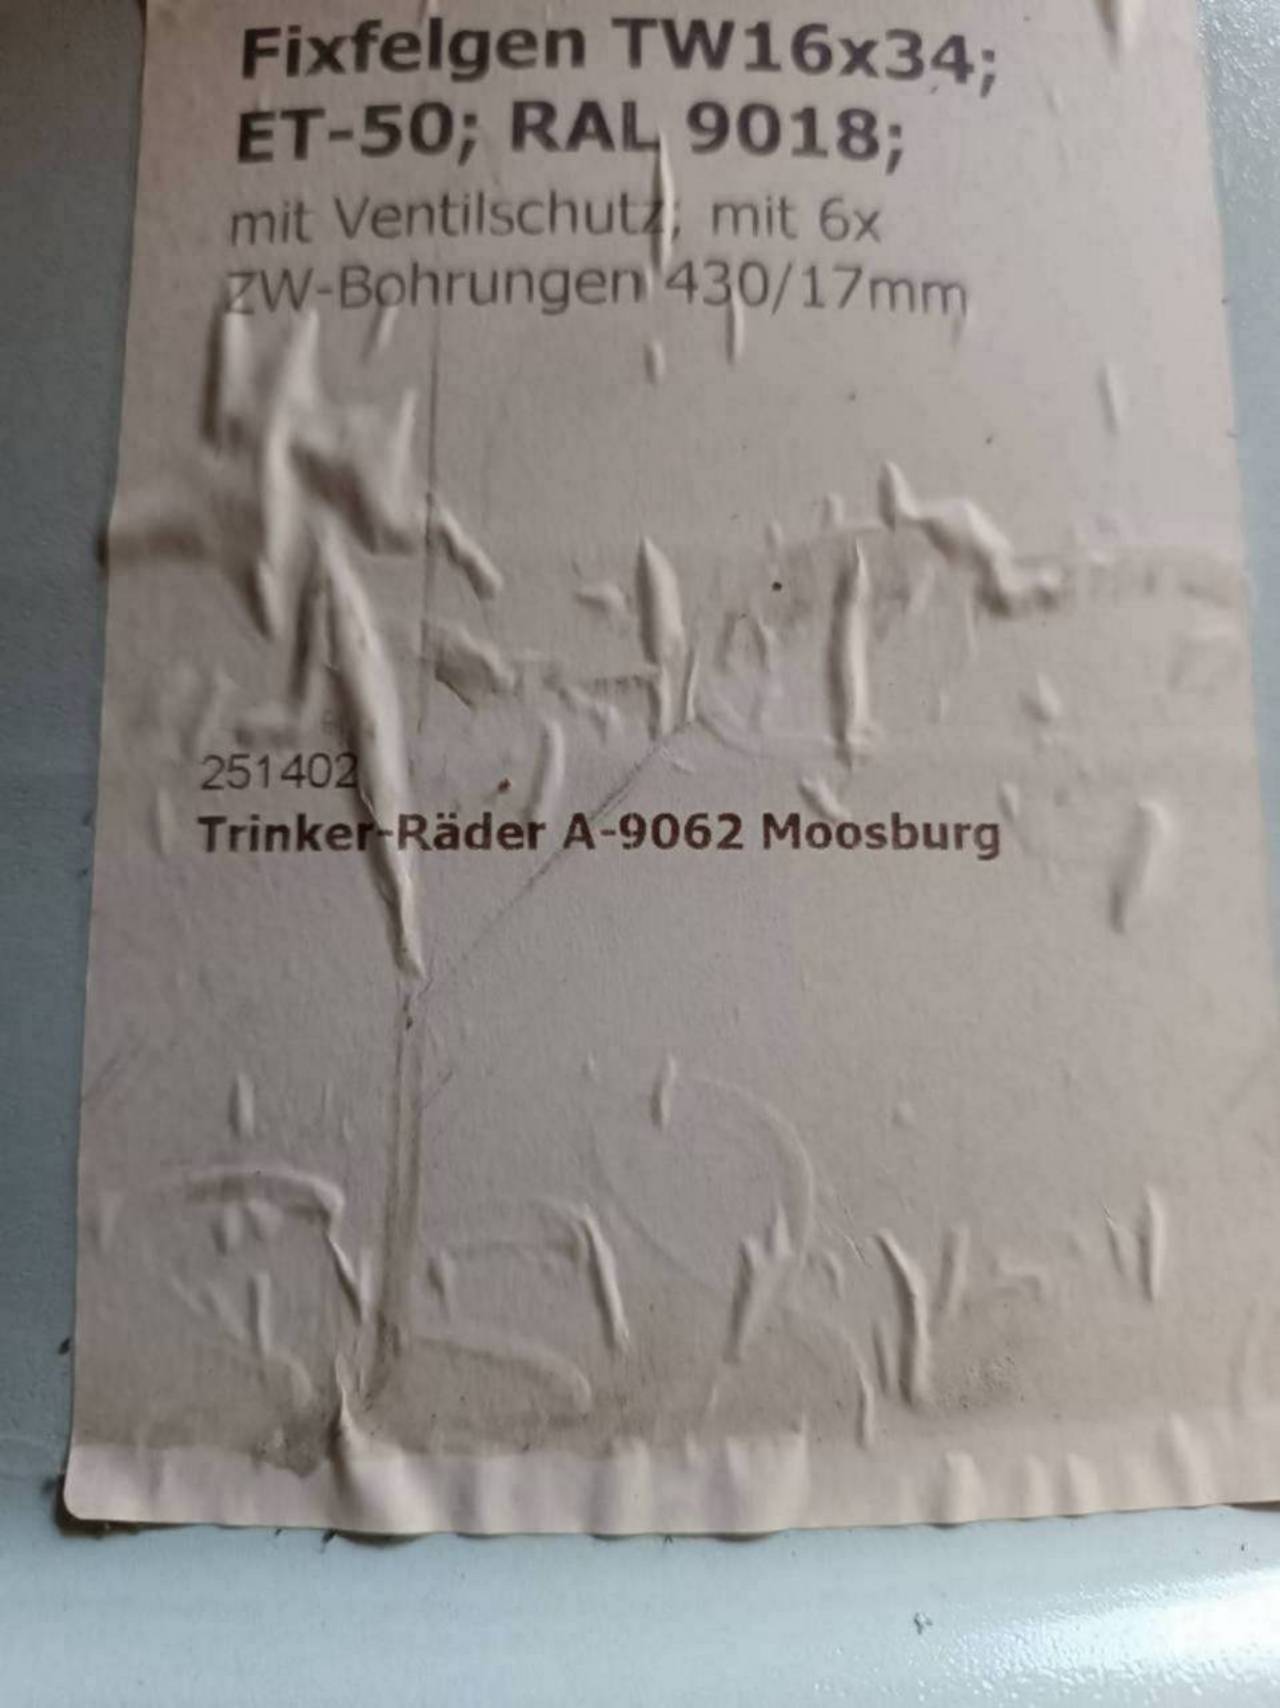 Fixfelgen TW16x34;
ET-50; RAL 9018;
mit Ventilschutz, mit 6x
ZW-Bohrungen 430/17mm
251402
Trinker-Räder A-9062 Moosburg